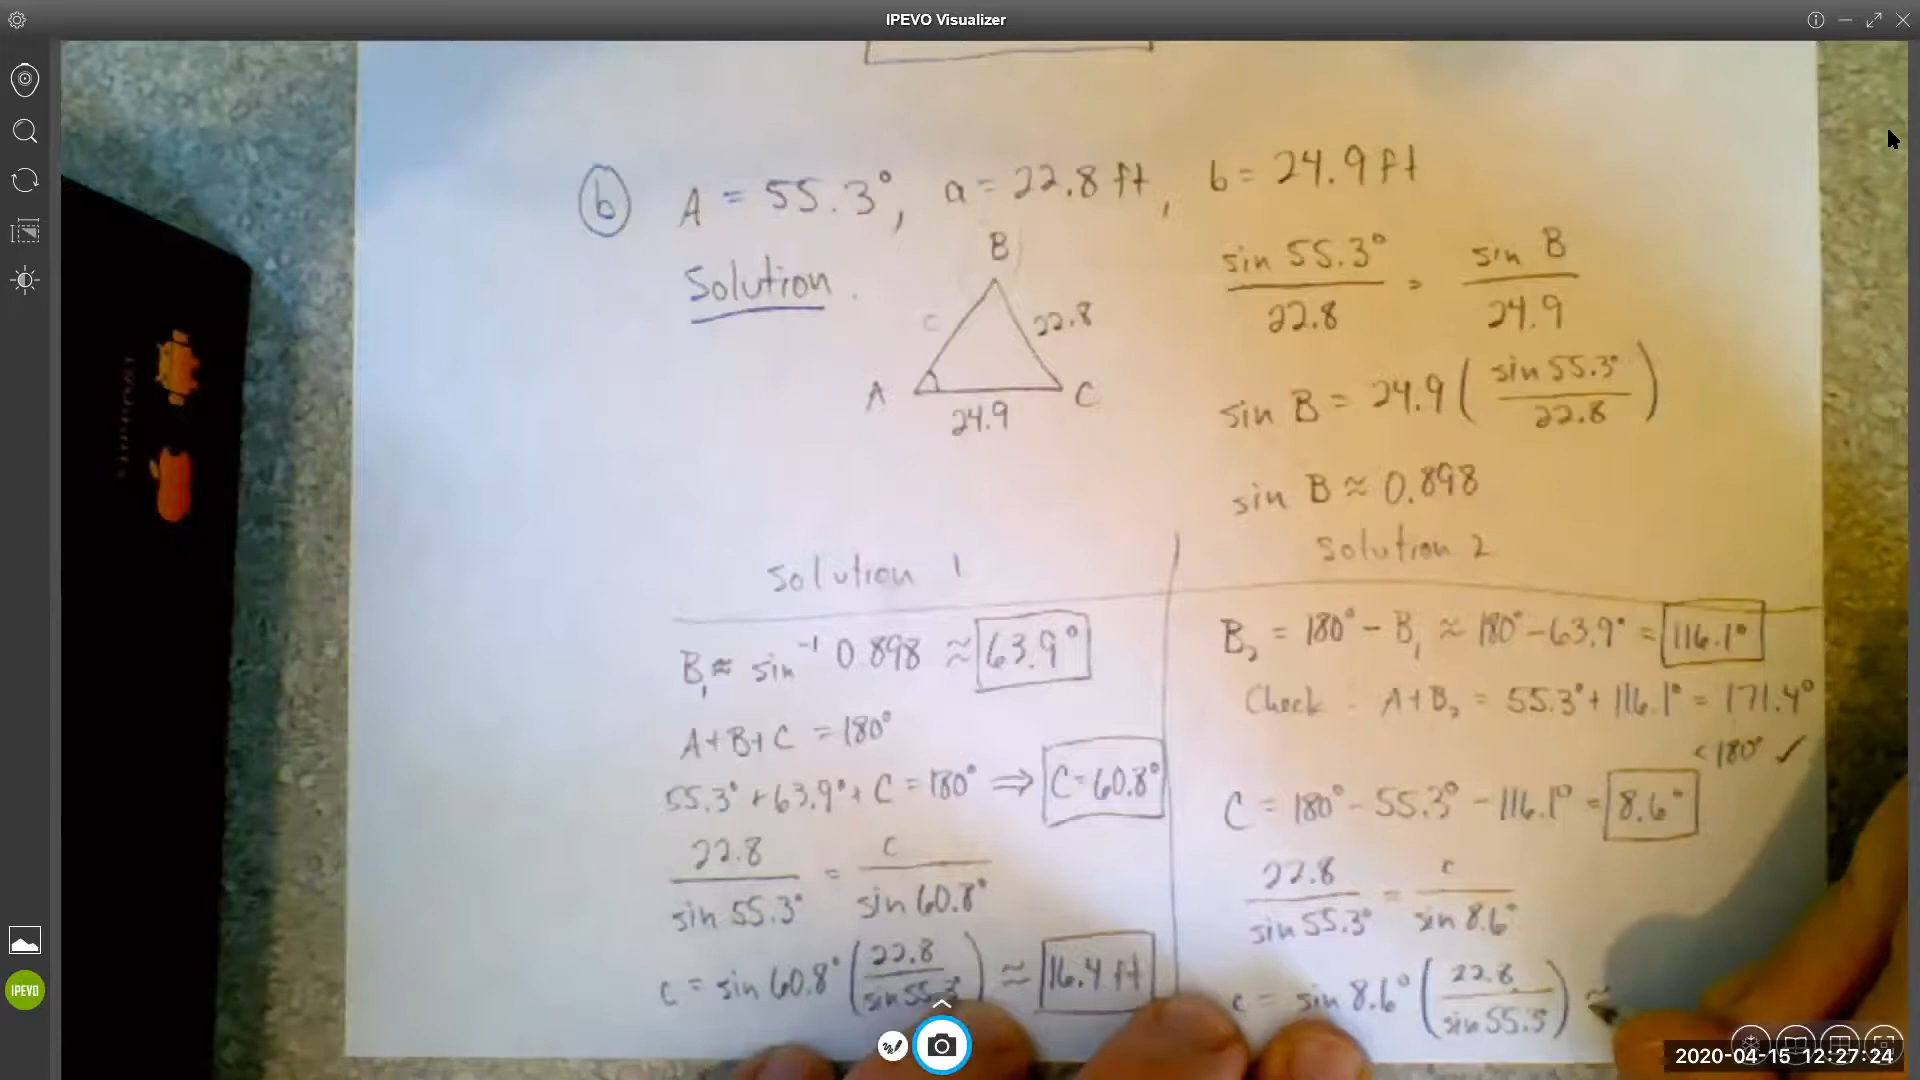 IPEVO Visualizer
ⓑ A = 55.3°, a = 22.8 ft, b = 24.9 ft
Solution.
B
c
22.8
A
C
24.9
sin 55.3° / 22.8 = sin B / 24.9
sin B = 24.9 ( sin 55.3° / 22.8 )
sin B ≈ 0.898
solution 1
B₁ ≈ sin⁻¹ 0.898 ≈ 63.9°
A + B + C = 180°
55.3° + 63.9° + C = 180° ⇒ C = 60.8°
22.8 / sin 55.3° = c / sin 60.8°
c = sin 60.8° ( 22.8 / sin 55.3° ) ≈ 16.4 ft
solution 2
B₂ = 180° - B₁ ≈ 180° - 63.9° = 116.1°
Check. A + B₂ = 55.3° + 116.1° = 171.4°
< 180° ✓
C = 180° - 55.3° - 116.1° = 8.6°
22.8 / sin 55.3° = c / sin 8.6°
c = sin 8.6° ( 22.8 / sin 55.3° ) ≈
IPEVO
2020-04-15 12:27:24